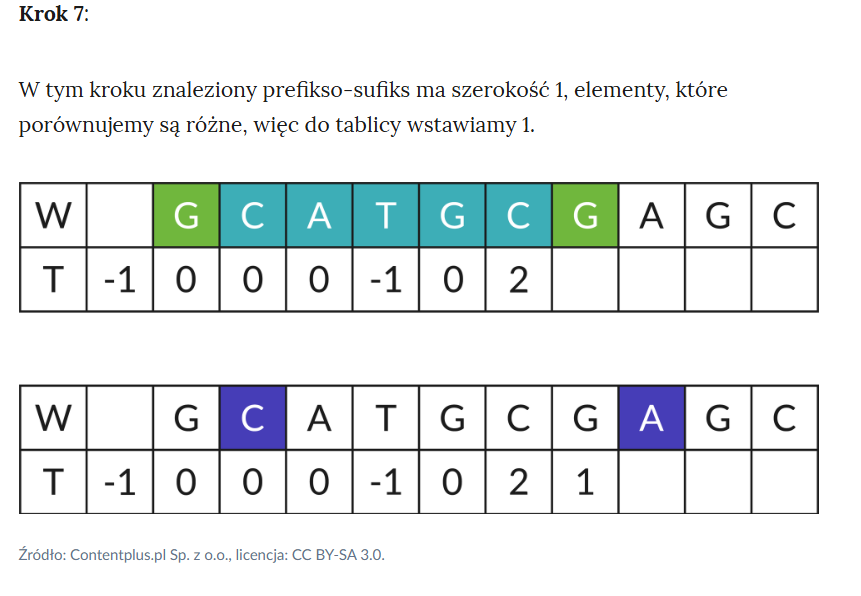 Krok 7:
W tym kroku znaleziony prefikso-sufiks ma szerokość 1, elementy, które
porównujemy są różne, więc do tablicy wstawiamy 1.
W G C A T G C G A G C
T -1 0 0 0 -1 0 2
W G C A T G C G A G C
T -1 0 0 0 -1 0 2 1
Źródło: Contentplus.pl Sp. z o.o., licencja: CC BY-SA 3.0.